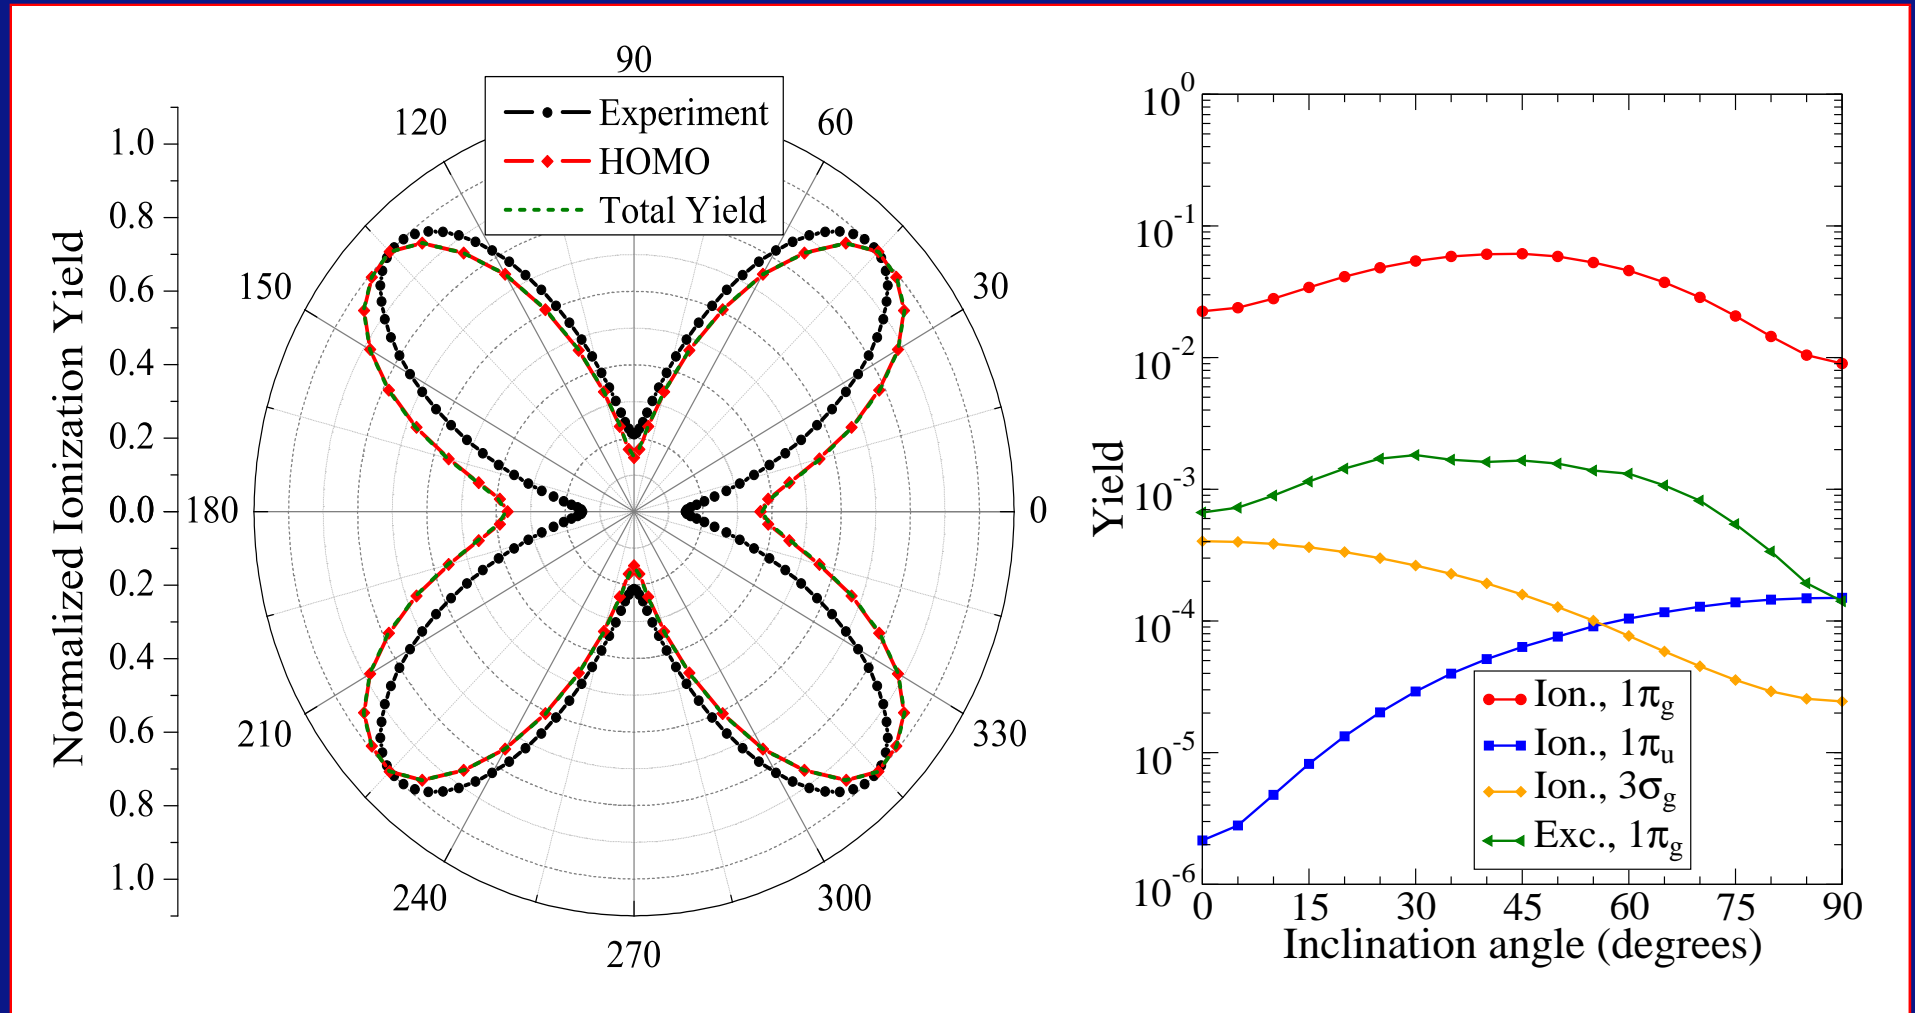 Normalized Ionization Yield
1.0
0.8
0.6
0.4
0.2
0.0
0.2
0.4
0.6
0.8
1.0
90
120
60
150
30
180
0
210
330
240
300
270
Experiment
HOMO
Total Yield
Yield
10^0
10^-1
10^-2
10^-3
10^-4
10^-5
10^-6
Ion., 1π_g
Ion., 1π_u
Ion., 3σ_g
Exc., 1π_g
0 15 30 45 60 75 90
Inclination angle (degrees)